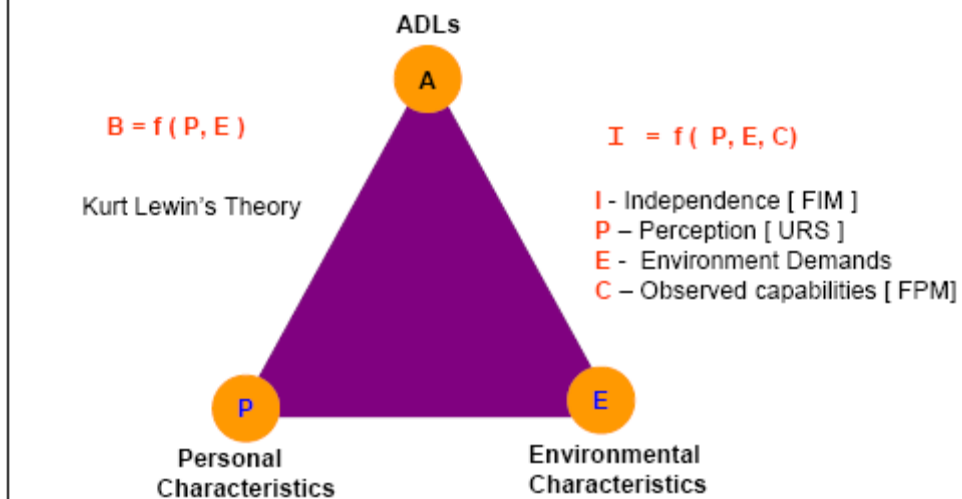 ADLs
A
B = f ( P, E )
I = f ( P, E, C)
Kurt Lewin's Theory
I - Independence [ FIM ]
P – Perception [ URS ]
E - Environment Demands
C – Observed capabilities [ FPM]
P
E
Personal
Characteristics
Environmental
Characteristics